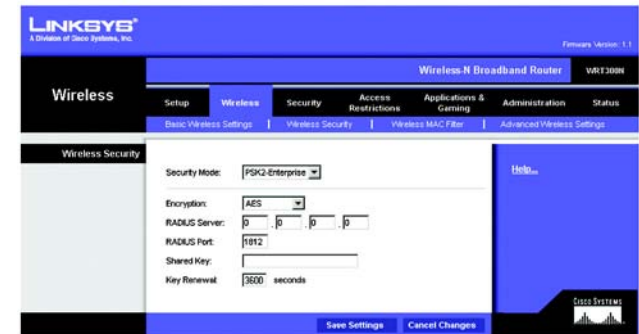 LINKSYS®
A Division of Cisco Systems, Inc.
Firmware Version: 1.1
Wireless-N Broadband Router WRT300N
Wireless
Setup Wireless Security Access Restrictions Applications & Gaming Administration Status
Basic Wireless Settings | Wireless Security | Wireless MAC Filter | Advanced Wireless Settings
Wireless Security
Security Mode: PSK2-Enterprise
Help...
Encryption: AES
RADIUS Server: 0 . 0 . 0 . 0
RADIUS Port: 1812
Shared Key:
Key Renewal: 3600 seconds
CISCO SYSTEMS
Save Settings Cancel Changes